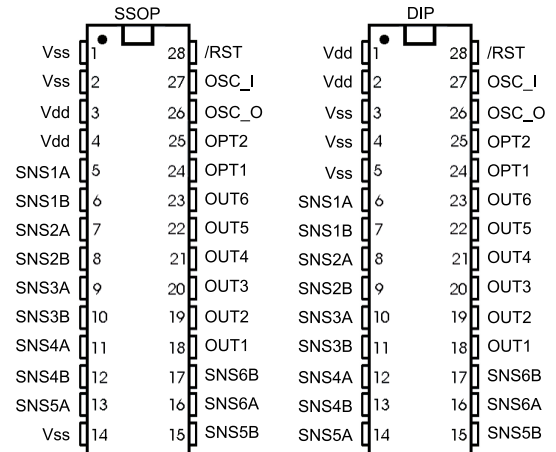 SSOP
Vss 1 28 /RST
Vss 2 27 OSC_I
Vdd 3 26 OSC_O
Vdd 4 25 OPT2
SNS1A 5 24 OPT1
SNS1B 6 23 OUT6
SNS2A 7 22 OUT5
SNS2B 8 21 OUT4
SNS3A 9 20 OUT3
SNS3B 10 19 OUT2
SNS4A 11 18 OUT1
SNS4B 12 17 SNS6B
SNS5A 13 16 SNS6A
Vss 14 15 SNS5B
DIP
Vdd 1 28 /RST
Vdd 2 27 OSC_I
Vss 3 26 OSC_O
Vss 4 25 OPT2
Vss 5 24 OPT1
SNS1A 6 23 OUT6
SNS1B 7 22 OUT5
SNS2A 8 21 OUT4
SNS2B 9 20 OUT3
SNS3A 10 19 OUT2
SNS3B 11 18 OUT1
SNS4A 12 17 SNS6B
SNS4B 13 16 SNS6A
SNS5A 14 15 SNS5B